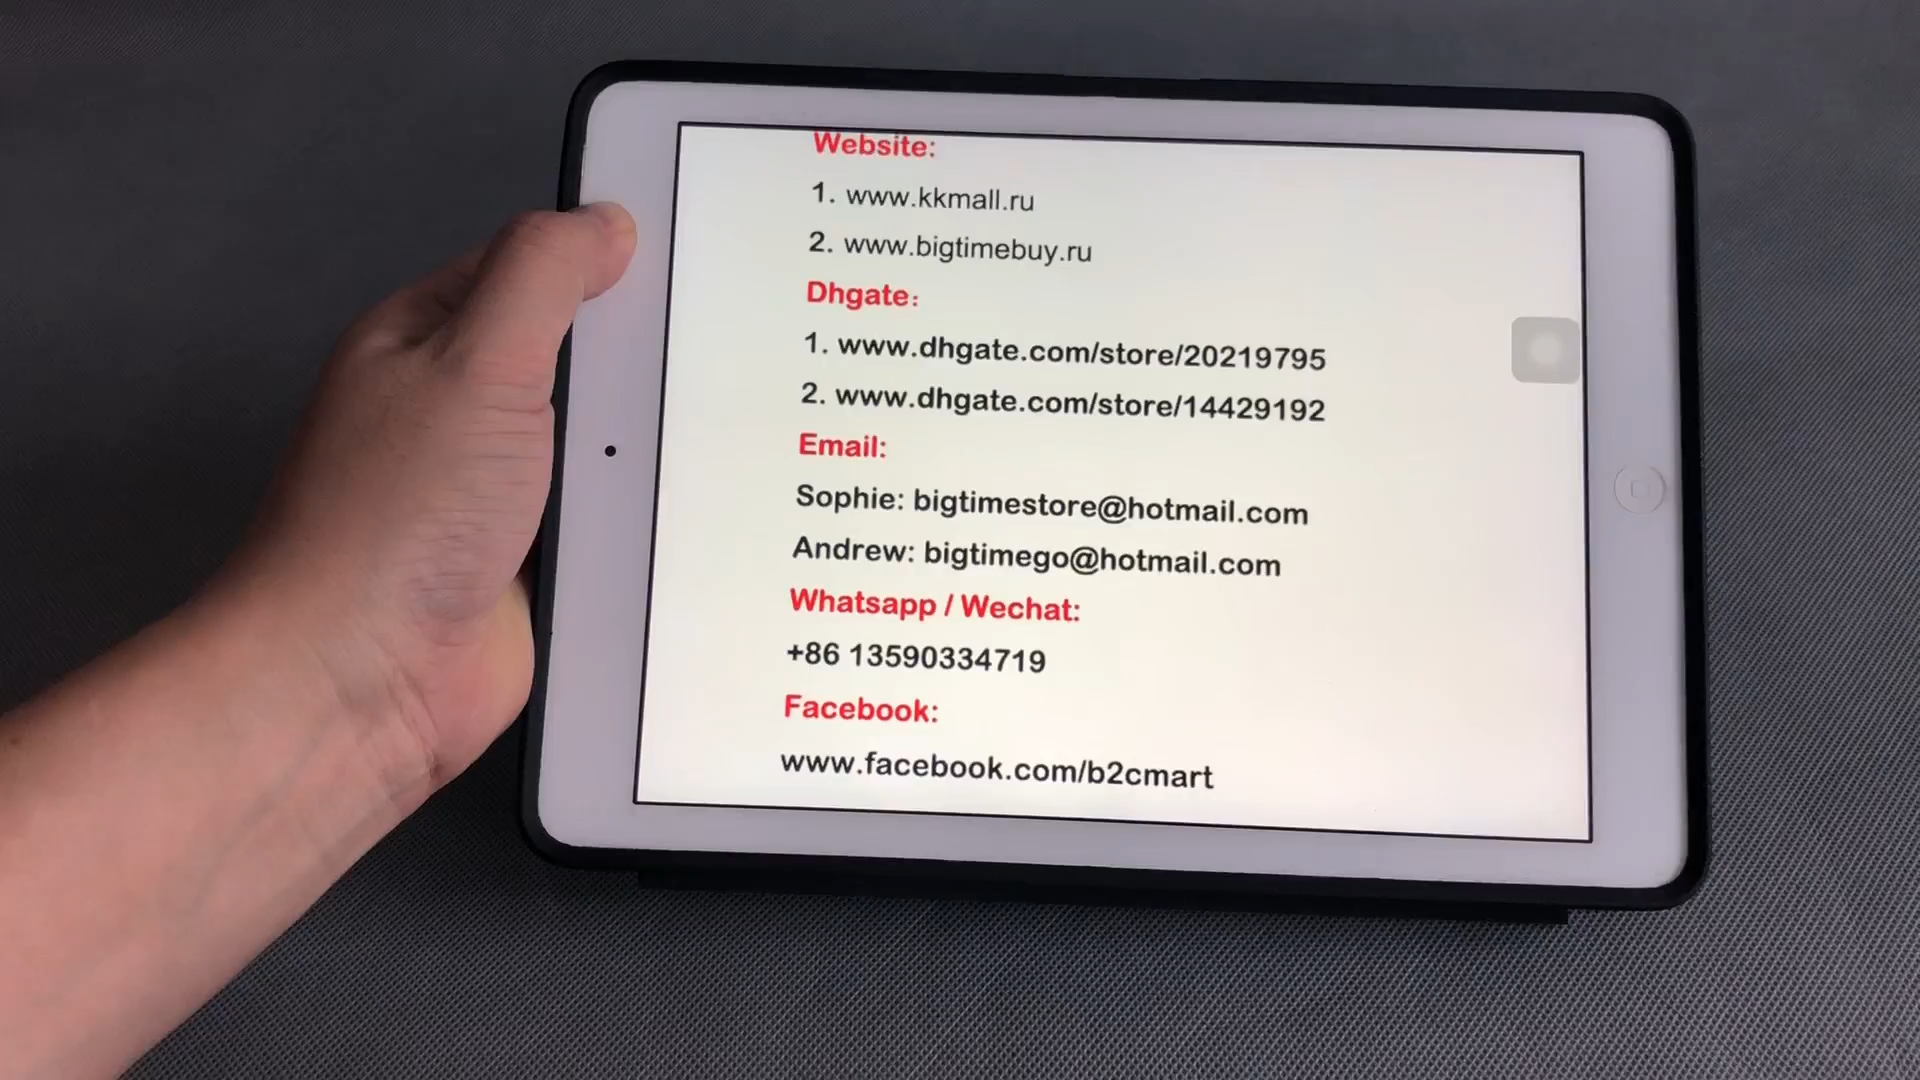 Website:
1. www.kkmall.ru
2. www.bigtimebuy.ru
Dhgate:
1. www.dhgate.com/store/20219795
2. www.dhgate.com/store/14429192
Email:
Sophie: bigtimestore@hotmail.com
Andrew: bigtimego@hotmail.com
Whatsapp / Wechat:
+86 13590334719
Facebook:
www.facebook.com/b2cmart